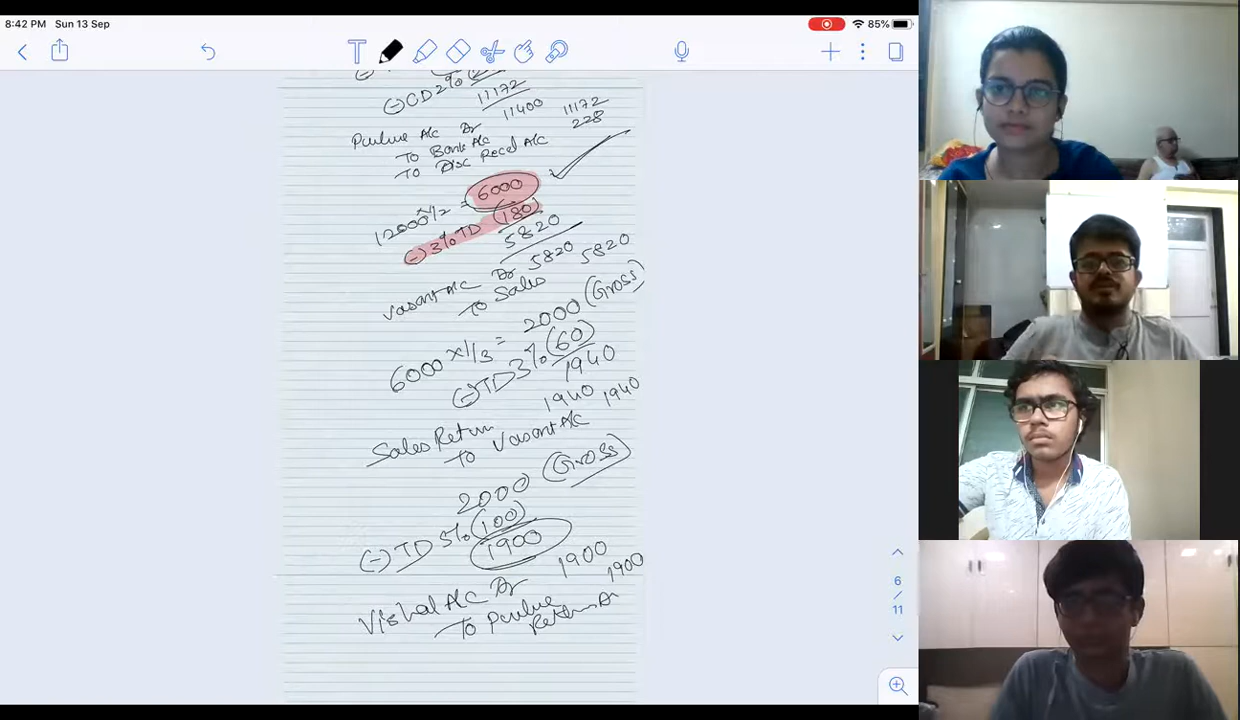 8:42 PM Sun 13 Sep
85%
T
(-) CD 2%
11172
11400 11172
228
Purchase A/c Dr
To Bank A/c
To Disc Reced A/c
12000 x 1/2 = 6000
(-) 3% TD (180)
5820
Vasant A/c Dr 5820 5820
To Sales
6000 x 1/3 = 2000 (Gross)
(-) TD 3% (60)
1940
1940 1940
Sales Return
To Vasant A/c
2000 (Gross)
(-) TD 5% (100)
1900
1900
1900
Vishal A/c Dr
To Purchase
Return A/c
6
/
11